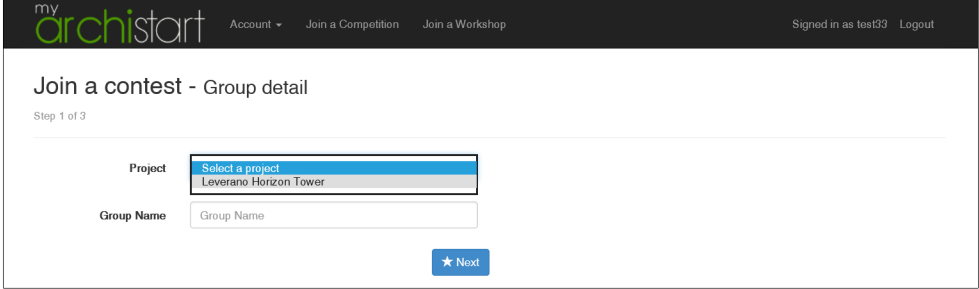 my
archistart
Account Join a Competition Join a Workshop Signed in as test33 Logout
Join a contest - Group detail
Step 1 of 3
Project Select a project
Leverano Horizon Tower
Group Name Group Name
Next